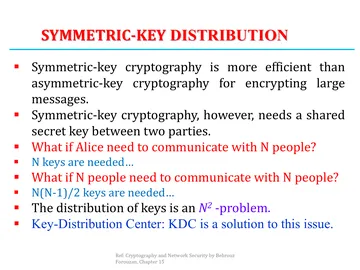 SYMMETRIC-KEY DISTRIBUTION
▪ Symmetric-key cryptography is more efficient than
asymmetric-key cryptography for encrypting large
messages.
▪ Symmetric-key cryptography, however, needs a shared
secret key between two parties.
▪ What if Alice need to communicate with N people?
▪ N keys are needed…
▪ What if N people need to communicate with N people?
▪ N(N-1)/2 keys are needed…
▪ The distribution of keys is an N² -problem.
▪ Key-Distribution Center: KDC is a solution to this issue.
Ref: Cryptography and Network Security by Behrouz
Forouzan, Chapter 15